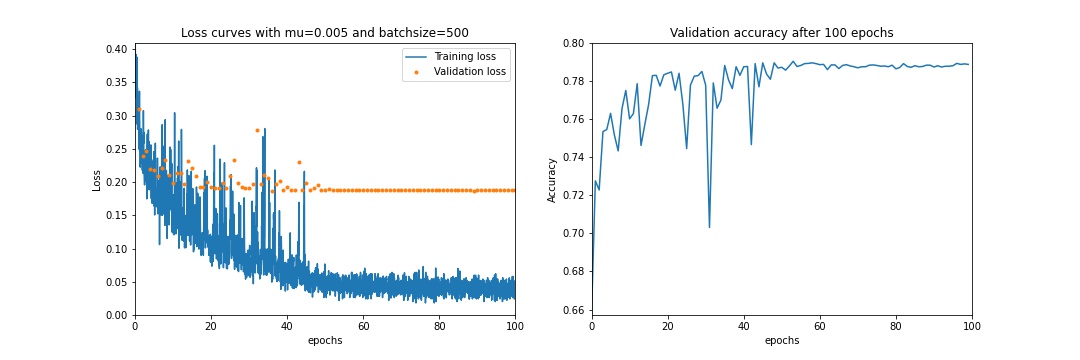 Loss curves with mu=0.005 and batchsize=500
Training loss
Validation loss
0.40
0.35
0.30
0.25
0.20
0.15
0.10
0.05
0.00
Loss
0 20 40 60 80 100
epochs
Validation accuracy after 100 epochs
0.80
0.78
0.76
0.74
0.72
0.70
0.68
0.66
Accuracy
0 20 40 60 80 100
epochs